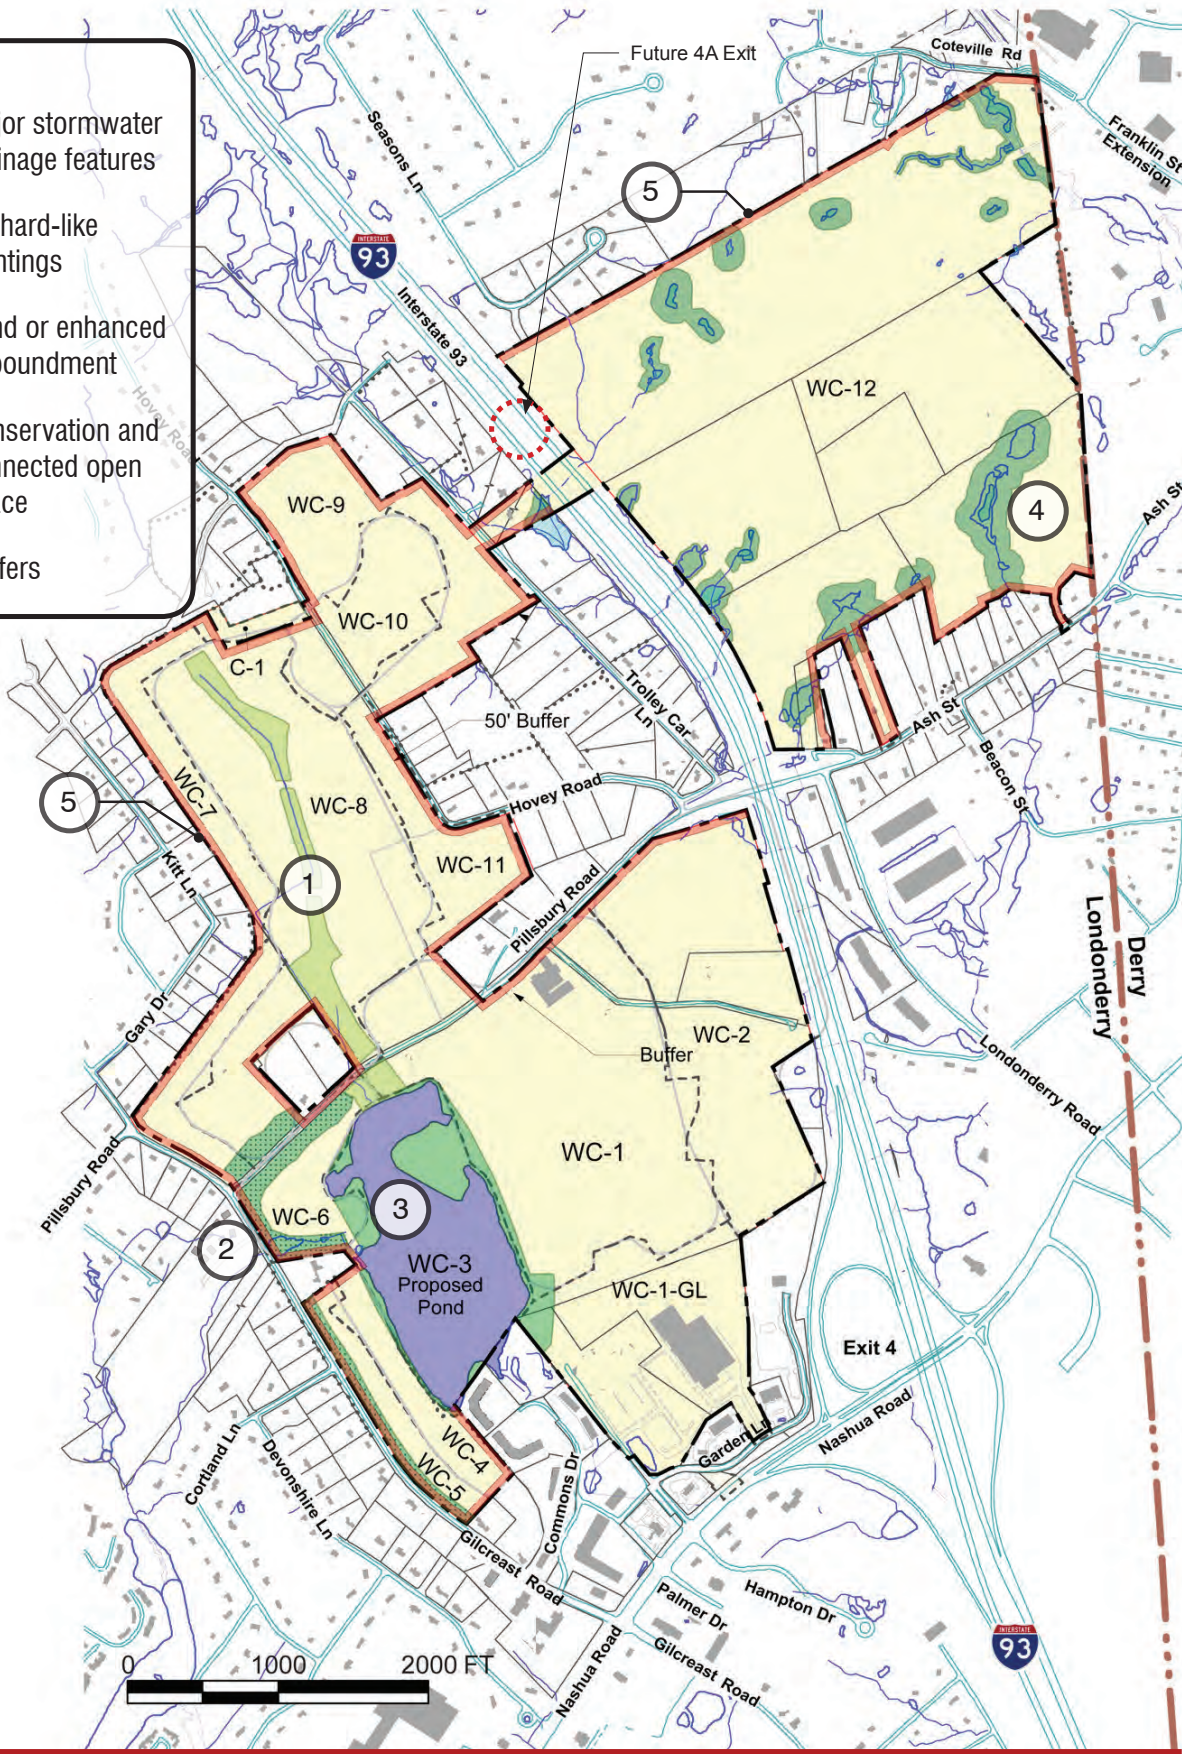 Future 4A Exit
Coteville Rd
Franklin St
Extension
Seasons Ln
5
INTERSTATE
93
Interstate 93
Hovey Road
WC-12
4
Ash St
WC-9
WC-10
C-1
Trolley Car
Ln
50' Buffer
Ash St
Beacon St
WC-7
5
WC-8
Hovey Road
Kitt Ln
1
WC-11
Pillsbury Road
Derry
Londonderry
Gary Dr
WC-2
Buffer
Londonderry Road
Pillsbury Road
WC-1
WC-6
3
2
WC-3
Proposed
Pond
WC-1-GL
Exit 4
Nashua Road
Garden Ln
WC-4
WC-5
Cortland Ln
Devonshire Ln
Commons Dr
Gilcreast Road
Palmer Dr
Hampton Dr
Gilcreast Road
Nashua Road
INTERSTATE
93
0 1000 2000 FT
or stormwater
inage features
hard-like
ntings
nd or enhanced
oundment
nservation and
nnected open
ce
fers